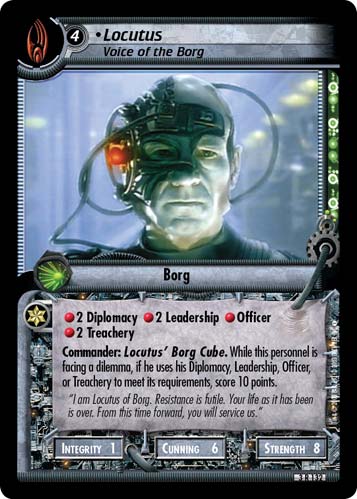 4 • Locutus
Voice of the Borg
Borg
• 2 Diplomacy • 2 Leadership • Officer
• 2 Treachery
Commander: Locutus' Borg Cube. While this personnel is
facing a dilemma, if he uses his Diplomacy, Leadership, Officer,
or Treachery to meet its requirements, score 10 points.
"I am Locutus of Borg. Resistance is futile. Your life as it has been
is over. From this time forward, you will service us."
INTEGRITY 1 CUNNING 6 STRENGTH 8
3 R 132